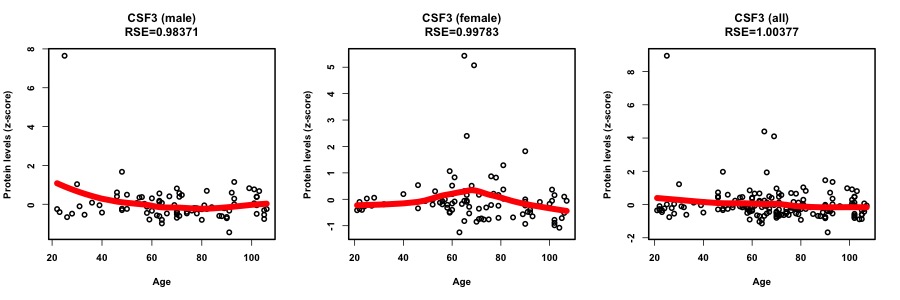 CSF3 (male)
RSE=0.98371
Protein levels (z-score)
8
6
4
2
0
20 40 60 80 100
Age
CSF3 (female)
RSE=0.99783
Protein levels (z-score)
5
4
3
2
1
0
-1
20 40 60 80 100
Age
CSF3 (all)
RSE=1.00377
Protein levels (z-score)
8
6
4
2
0
-2
20 40 60 80 100
Age